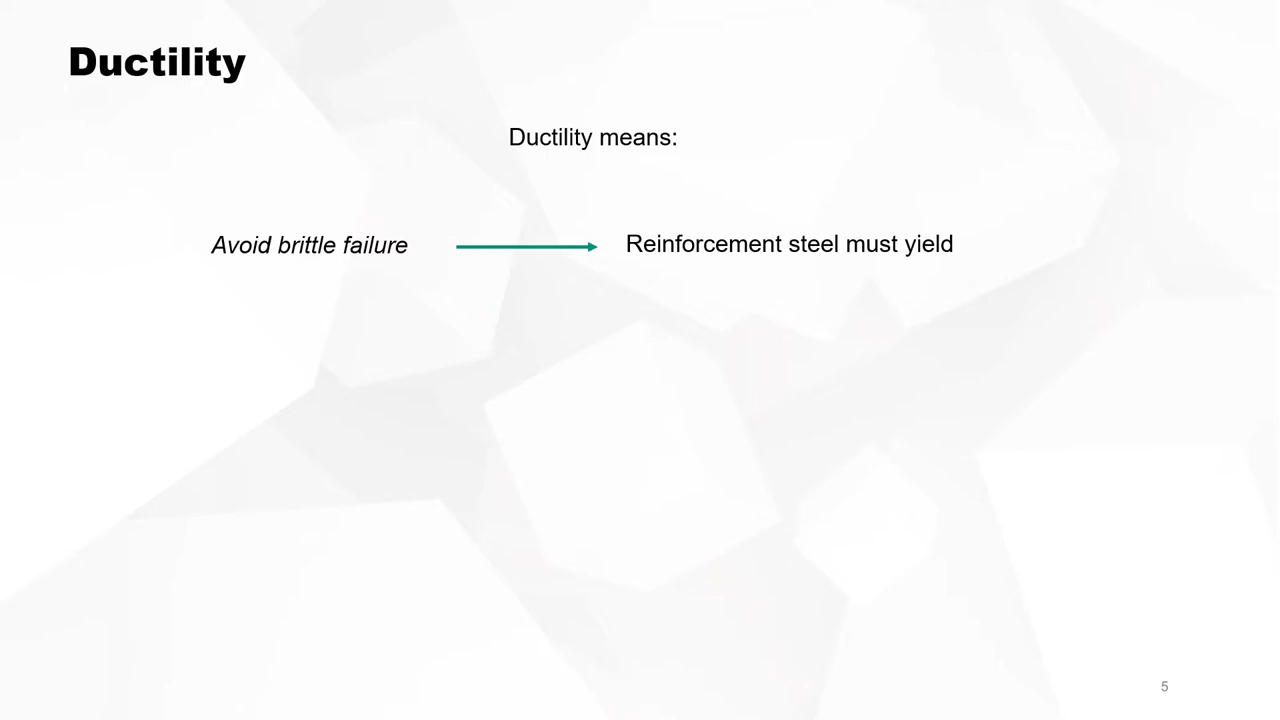 Ductility
Ductility means:
Avoid brittle failure
Reinforcement steel must yield
5